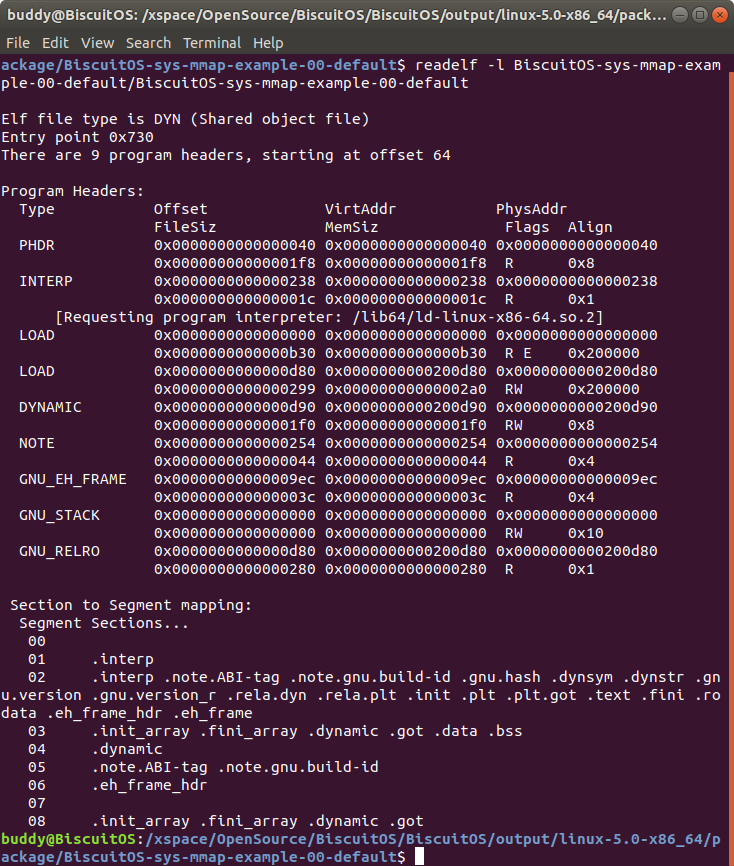 buddy@BiscuitOS: /xspace/OpenSource/BiscuitOS/BiscuitOS/output/linux-5.0-x86_64/pack...
File Edit View Search Terminal Help
ackage/BiscuitOS-sys-mmap-example-00-default$ readelf -l BiscuitOS-sys-mmap-exam
ple-00-default/BiscuitOS-sys-mmap-example-00-default

Elf file type is DYN (Shared object file)
Entry point 0x730
There are 9 program headers, starting at offset 64

Program Headers:
  Type           Offset             VirtAddr           PhysAddr
                 FileSiz            MemSiz              Flags  Align
  PHDR           0x0000000000000040 0x0000000000000040 0x0000000000000040
                 0x00000000000001f8 0x00000000000001f8  R      0x8
  INTERP         0x0000000000000238 0x0000000000000238 0x0000000000000238
                 0x000000000000001c 0x000000000000001c  R      0x1
      [Requesting program interpreter: /lib64/ld-linux-x86-64.so.2]
  LOAD           0x0000000000000000 0x0000000000000000 0x0000000000000000
                 0x0000000000000b30 0x0000000000000b30  R E    0x200000
  LOAD           0x0000000000000d80 0x0000000000200d80 0x0000000000200d80
                 0x0000000000000299 0x00000000000002a0  RW     0x200000
  DYNAMIC        0x0000000000000d90 0x0000000000200d90 0x0000000000200d90
                 0x00000000000001f0 0x00000000000001f0  RW     0x8
  NOTE           0x0000000000000254 0x0000000000000254 0x0000000000000254
                 0x0000000000000044 0x0000000000000044  R      0x4
  GNU_EH_FRAME   0x00000000000009ec 0x00000000000009ec 0x00000000000009ec
                 0x000000000000003c 0x000000000000003c  R      0x4
  GNU_STACK      0x0000000000000000 0x0000000000000000 0x0000000000000000
                 0x0000000000000000 0x0000000000000000  RW     0x10
  GNU_RELRO      0x0000000000000d80 0x0000000000200d80 0x0000000000200d80
                 0x0000000000000280 0x0000000000000280  R      0x1

 Section to Segment mapping:
  Segment Sections...
   00
   01     .interp
   02     .interp .note.ABI-tag .note.gnu.build-id .gnu.hash .dynsym .dynstr .gn
u.version .gnu.version_r .rela.dyn .rela.plt .init .plt .plt.got .text .fini .ro
data .eh_frame_hdr .eh_frame
   03     .init_array .fini_array .dynamic .got .data .bss
   04     .dynamic
   05     .note.ABI-tag .note.gnu.build-id
   06     .eh_frame_hdr
   07
   08     .init_array .fini_array .dynamic .got
buddy@BiscuitOS:/xspace/OpenSource/BiscuitOS/BiscuitOS/output/linux-5.0-x86_64/p
ackage/BiscuitOS-sys-mmap-example-00-default$